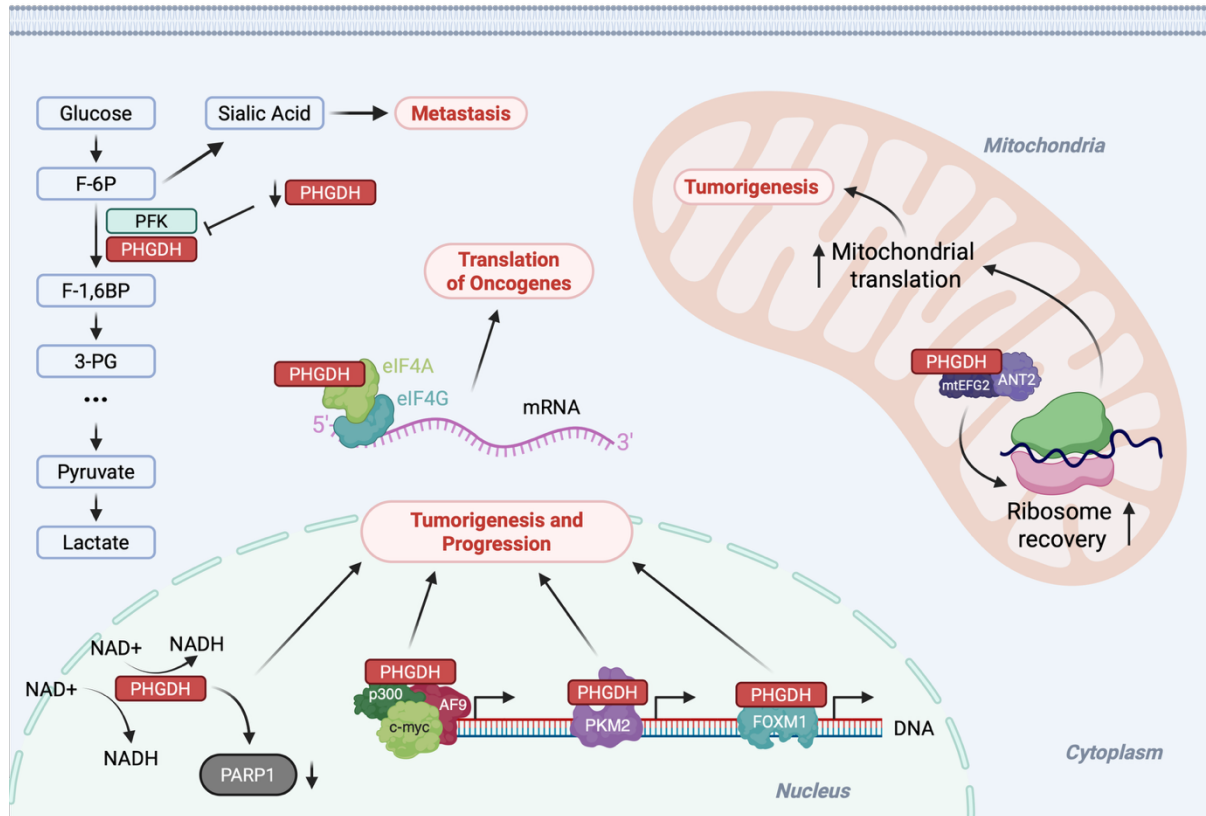 Glucose
Sialic Acid
Metastasis
F-6P
PHGDH
PFK
PHGDH
F-1,6BP
3-PG
...
Pyruvate
Lactate
Translation
of Oncogenes
PHGDH
eIF4A
eIF4G
5'
mRNA
3'
Mitochondria
Tumorigenesis
Mitochondrial
translation
PHGDH
mtEFG2
ANT2
Ribosome
recovery
Tumorigenesis and
Progression
NAD+
NADH
NAD+
PHGDH
NADH
PARP1
PHGDH
p300
AF9
c-myc
PHGDH
PKM2
PHGDH
FOXM1
DNA
Nucleus
Cytoplasm